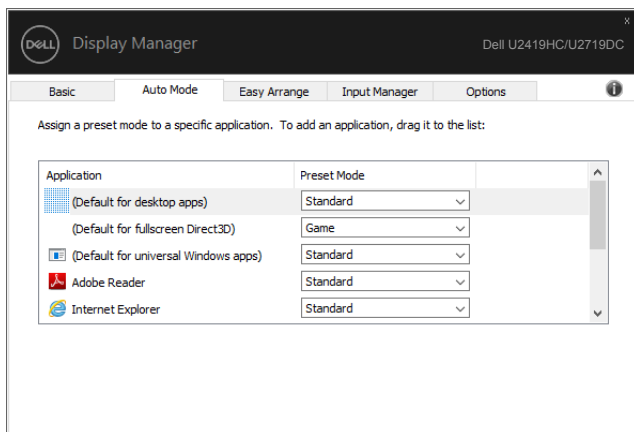 x
DELL
Display Manager
Dell U2419HC/U2719DC
Basic Auto Mode Easy Arrange Input Manager Options
Assign a preset mode to a specific application. To add an application, drag it to the list:
Application Preset Mode
(Default for desktop apps) Standard
(Default for fullscreen Direct3D) Game
(Default for universal Windows apps) Standard
Adobe Reader Standard
Internet Explorer Standard